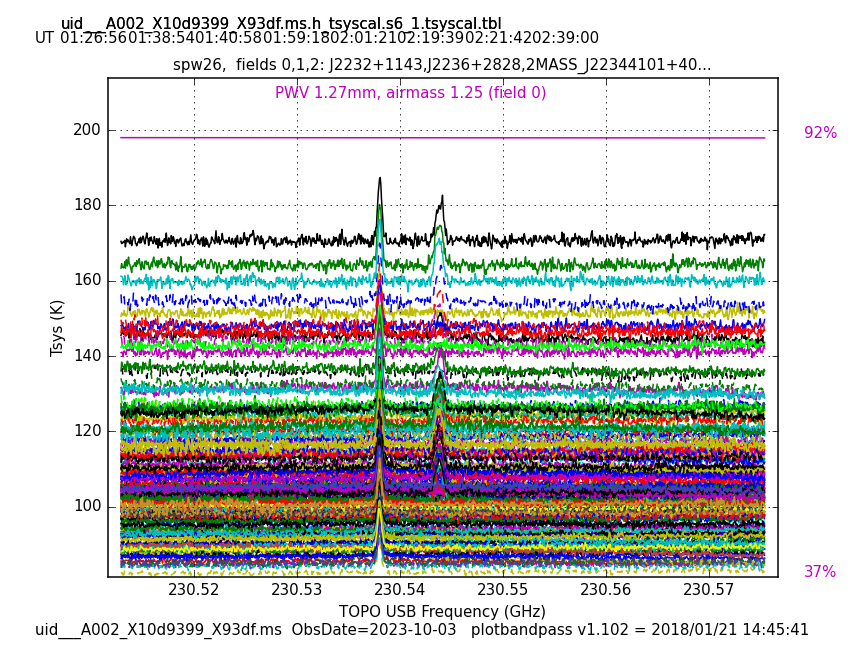 uid___A002_X10d9399_X93df.ms.h_tsyscal.s6_1.tsyscal.tbl
UT 01:26:5601:38:5401:40:5801:59:1802:01:2102:19:3902:21:4202:39:00
spw26,  fields 0,1,2: J2232+1143,J2236+2828,2MASS_J22344101+40...
PWV 1.27mm, airmass 1.25 (field 0)
92%
200
180
160
140
120
100
Tsys (K)
37%
230.52 230.53 230.54 230.55 230.56 230.57
TOPO USB Frequency (GHz)
uid___A002_X10d9399_X93df.ms  ObsDate=2023-10-03   plotbandpass v1.102 = 2018/01/21 14:45:41